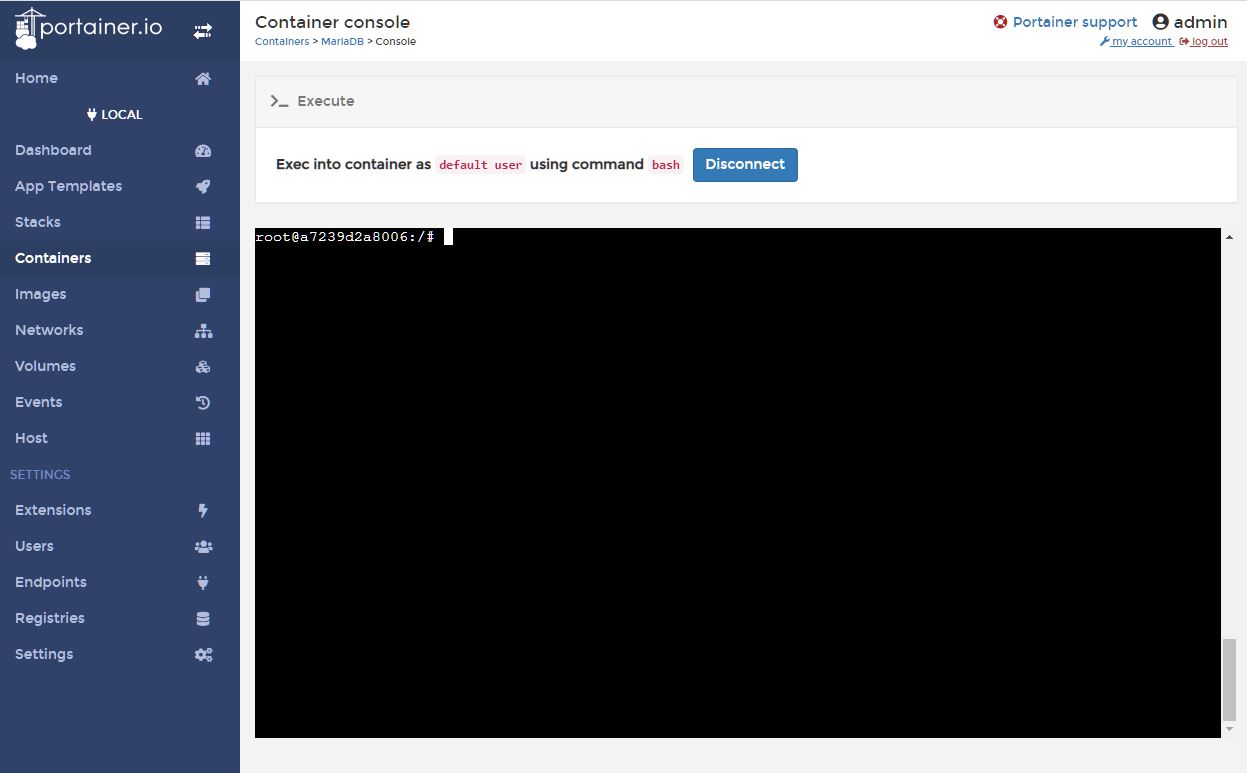 portainer.io
Home
LOCAL
Dashboard
App Templates
Stacks
Containers
Images
Networks
Volumes
Events
Host
SETTINGS
Extensions
Users
Endpoints
Registries
Settings
Container console
Containers > MariaDB > Console
Portainer support admin
my account log out
>_ Execute
Exec into container as default user using command bash Disconnect
root@a7239d2a8006:/#